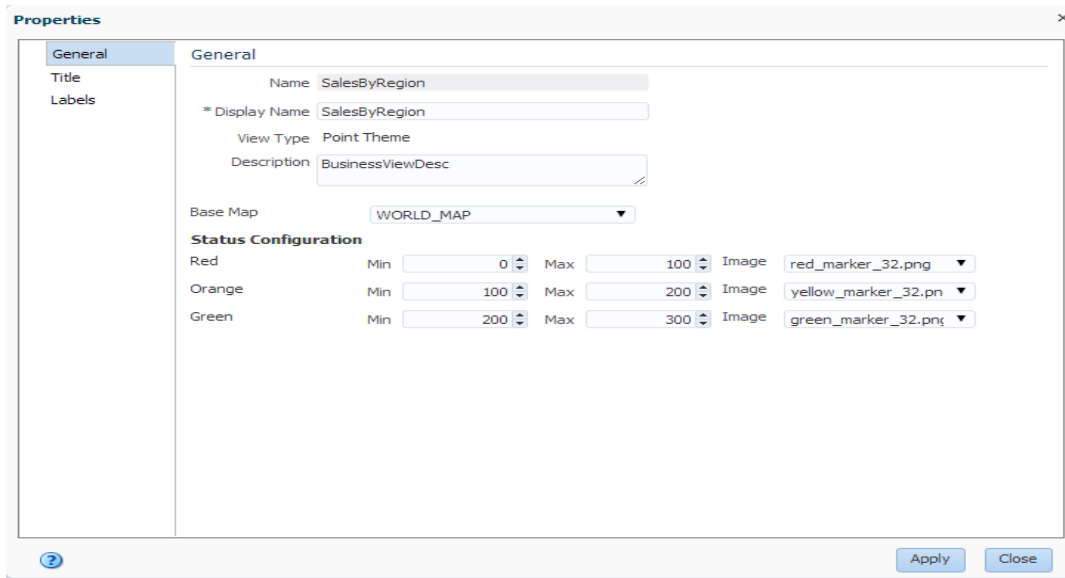 Properties
General
Title
Labels
General
Name SalesByRegion
* Display Name SalesByRegion
View Type Point Theme
Description BusinessViewDesc
Base Map WORLD_MAP
Status Configuration
Red Min 0 Max 100 Image red_marker_32.png
Orange Min 100 Max 200 Image yellow_marker_32.pn
Green Min 200 Max 300 Image green_marker_32.png
? Apply Close